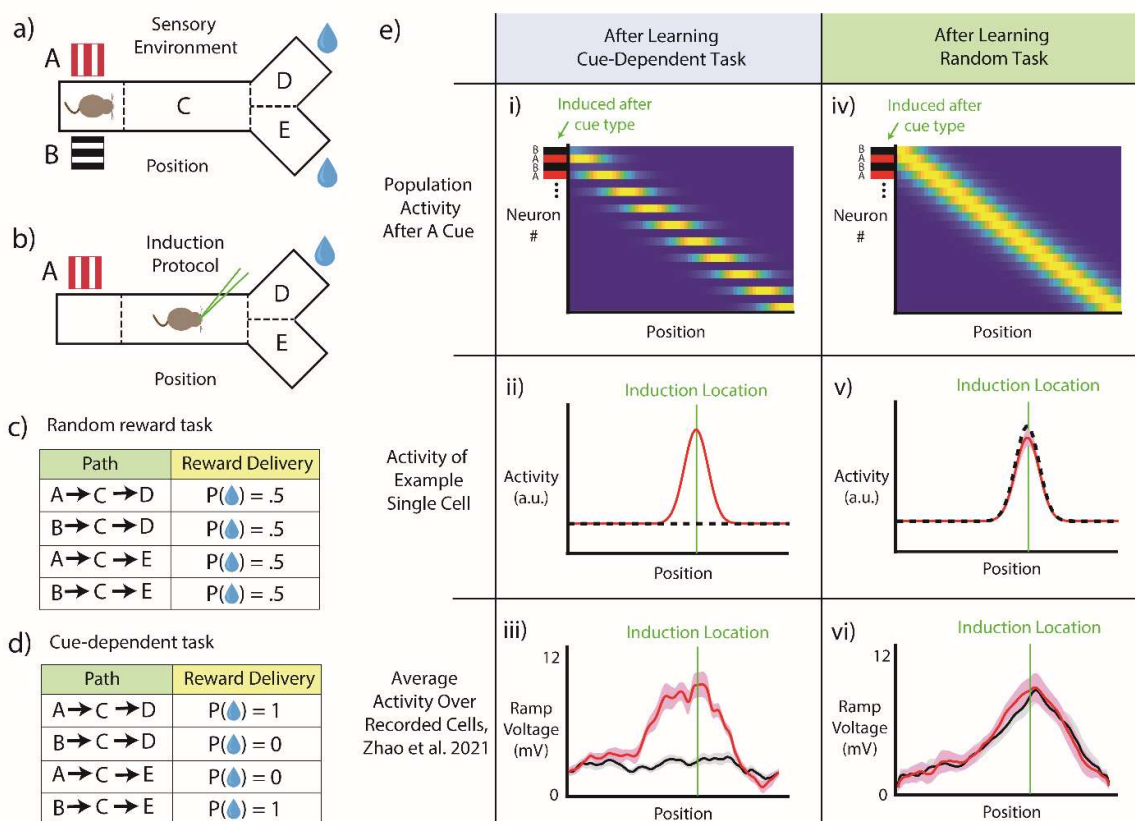 a)
Sensory
Environment
A
B
C
D
E
Position
b)
Induction
Protocol
A
D
E
Position
c) Random reward task
Path Reward Delivery
A→C→D P(💧) = .5
B→C→D P(💧) = .5
A→C→E P(💧) = .5
B→C→E P(💧) = .5
d) Cue-dependent task
Path Reward Delivery
A→C→D P(💧) = 1
B→C→D P(💧) = 0
A→C→E P(💧) = 0
B→C→E P(💧) = 1
e)
After Learning
Cue-Dependent Task
After Learning
Random Task
Population
Activity
After A Cue
i)
Induced after
cue type
B
A
B
A
Neuron
#
Position
iv)
Induced after
cue type
B
A
B
A
Neuron
#
Position
Activity of
Example
Single Cell
ii)
Induction Location
Activity
(a.u.)
Position
v)
Induction Location
Activity
(a.u.)
Position
Average
Activity Over
Recorded Cells,
Zhao et al. 2021
iii)
Induction Location
12
Ramp
Voltage
(mV)
0
Position
vi)
Induction Location
12
Ramp
Voltage
(mV)
0
Position